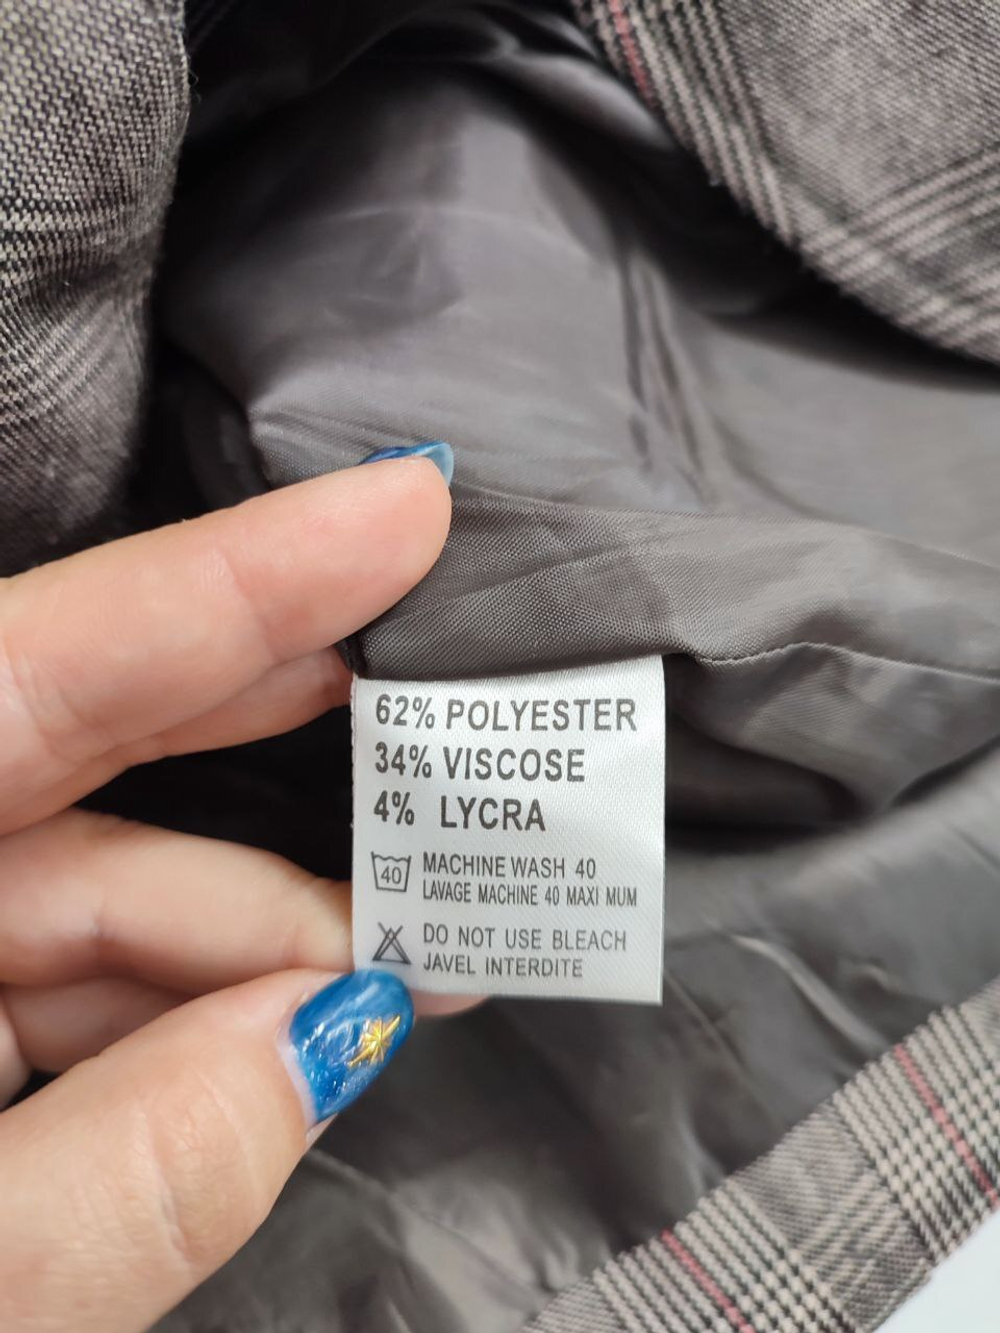 62% POLYESTER
34% VISCOSE
4% LYCRA
40 MACHINE WASH 40
LAVAGE MACHINE 40 MAXI MUM
DO NOT USE BLEACH
JAVEL INTERDITE